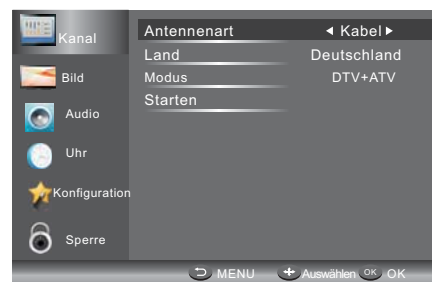 Kanal
Bild
Audio
Uhr
Konfiguration
Sperre
Antennenart Kabel
Land Deutschland
Modus DTV+ATV
Starten
MENU Auswählen OK OK